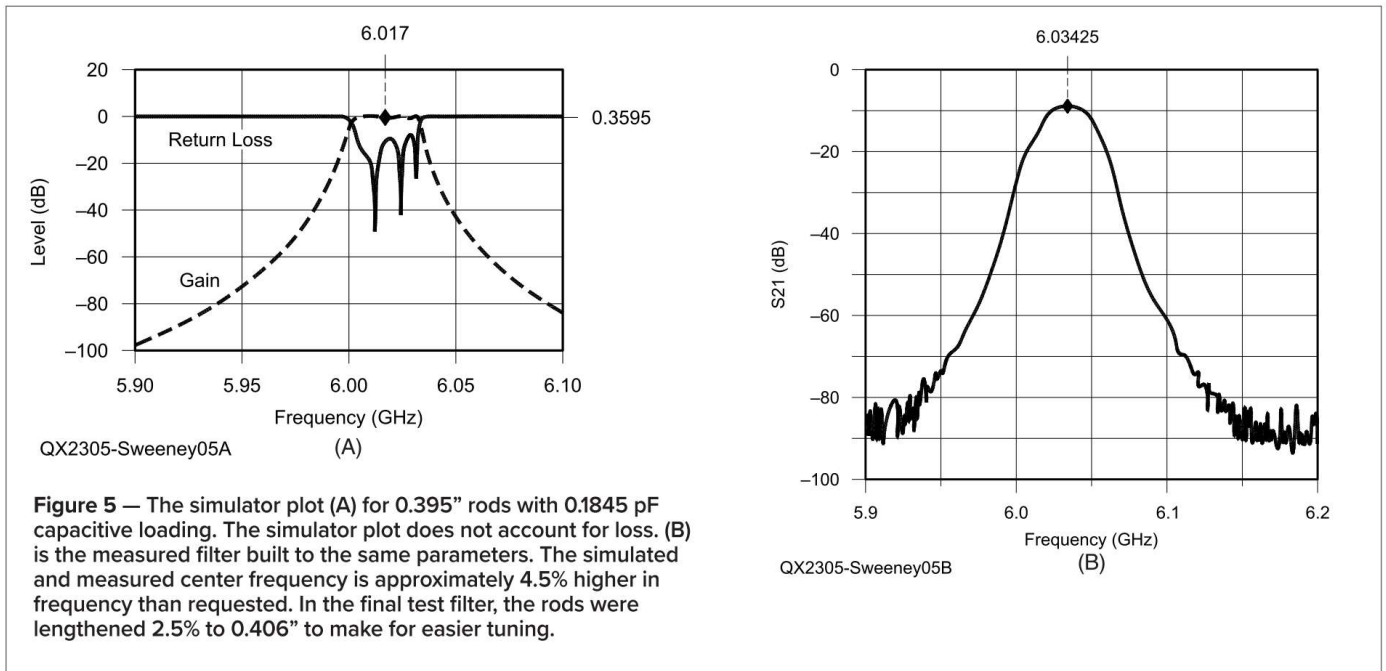 6.017
20
0
–20
–40
–60
–80
–100
Level (dB)
Return Loss
Gain
0.3595
5.90 5.95 6.00 6.05 6.10
Frequency (GHz)
QX2305-Sweeney05A
(A)
Figure 5 — The simulator plot (A) for 0.395” rods with 0.1845 pF
capacitive loading. The simulator plot does not account for loss. (B)
is the measured filter built to the same parameters. The simulated
and measured center frequency is approximately 4.5% higher in
frequency than requested. In the final test filter, the rods were
lengthened 2.5% to 0.406” to make for easier tuning.
6.03425
0
–20
–40
–60
–80
–100
S21 (dB)
5.9 6.0 6.1 6.2
Frequency (GHz)
QX2305-Sweeney05B
(B)